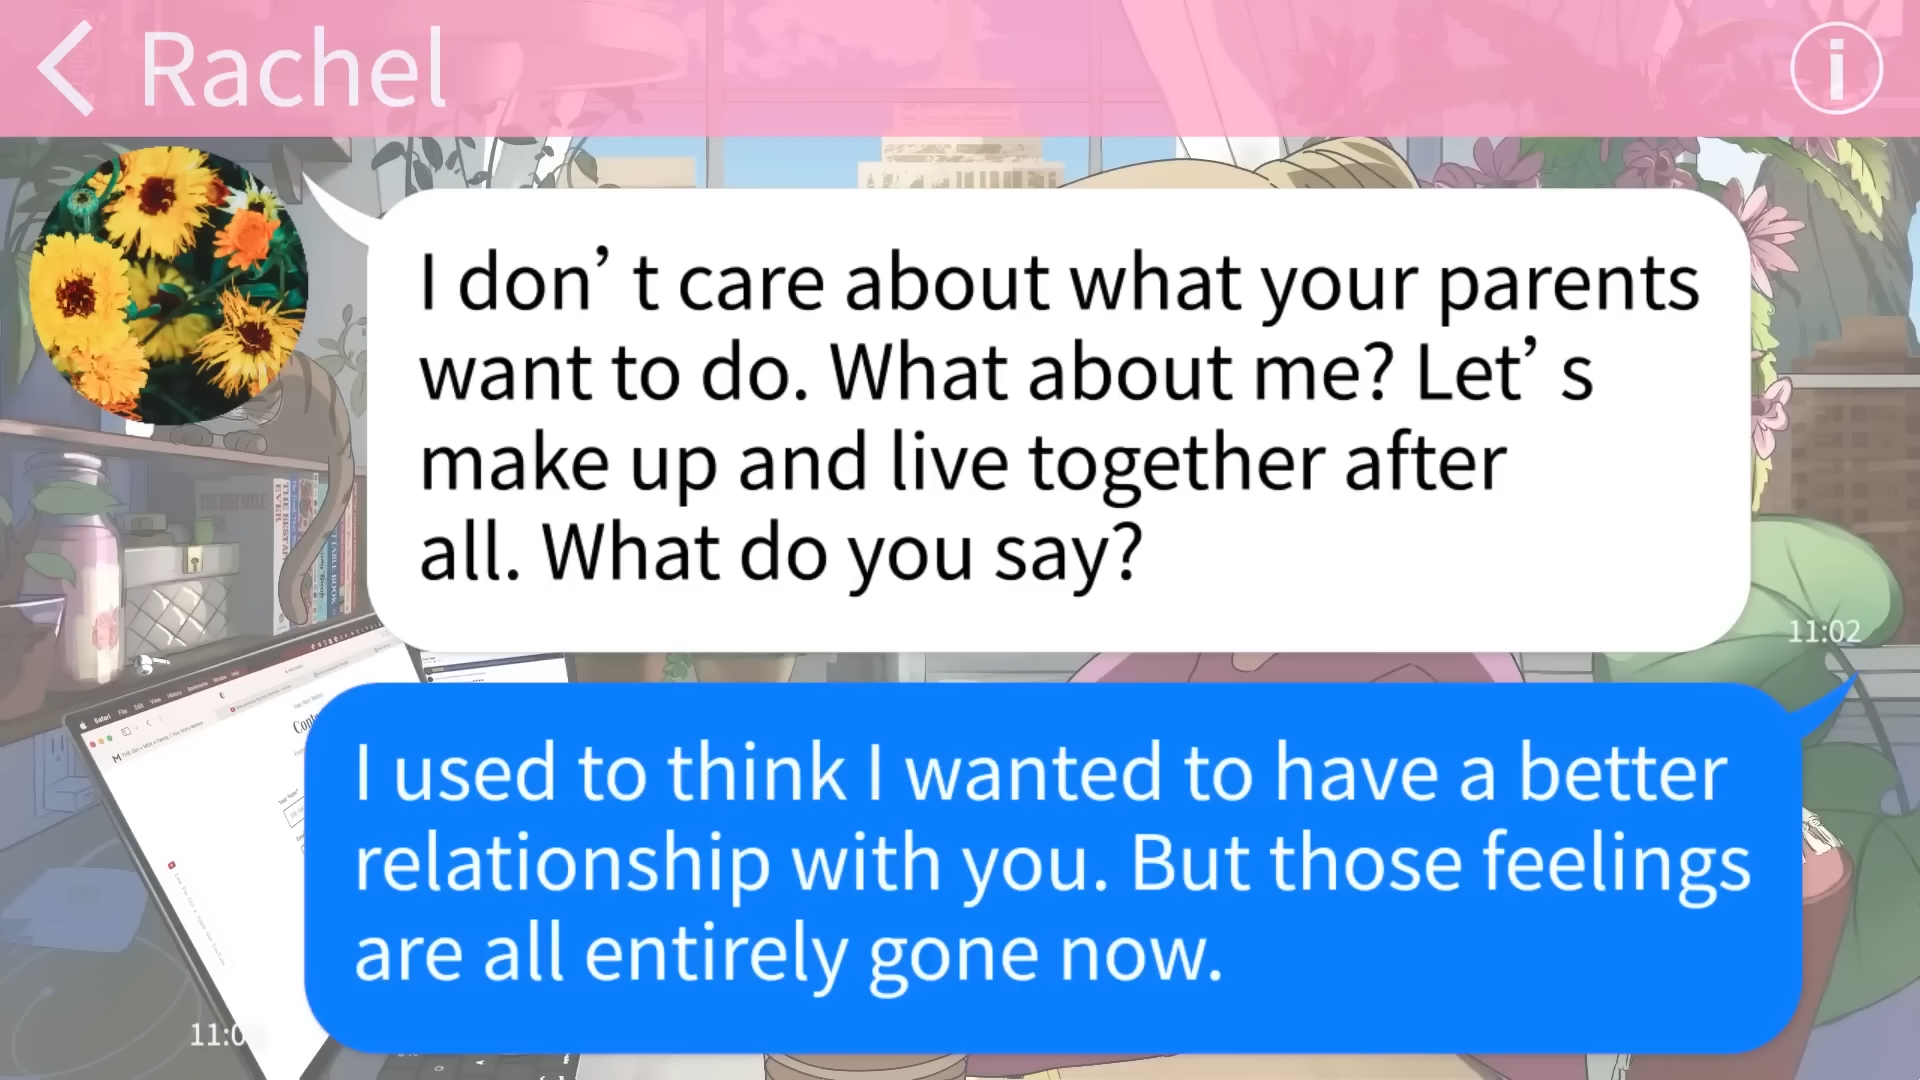 Rachel
I don’t care about what your parents
want to do. What about me? Let’s
make up and live together after
all. What do you say?
11:02
I used to think I wanted to have a better
relationship with you. But those feelings
are all entirely gone now.
11:0